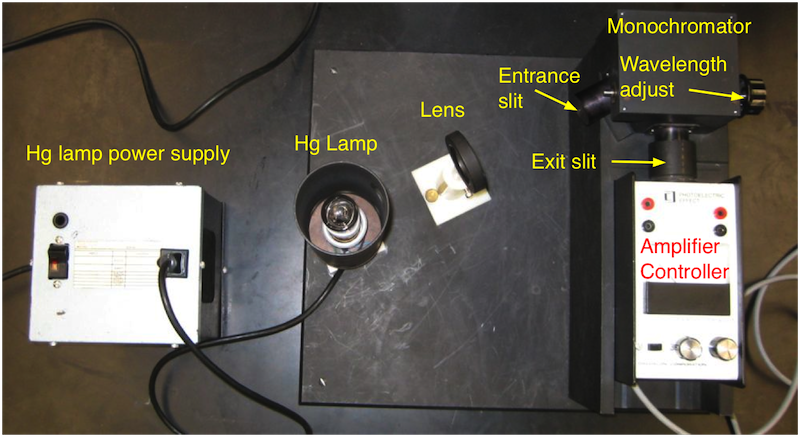 Monochromator
Entrance
slit
Wavelength
adjust
Lens
Hg Lamp
Hg lamp power supply
Exit slit
PHOTOELECTRIC
EFFECT
Amplifier
Controller